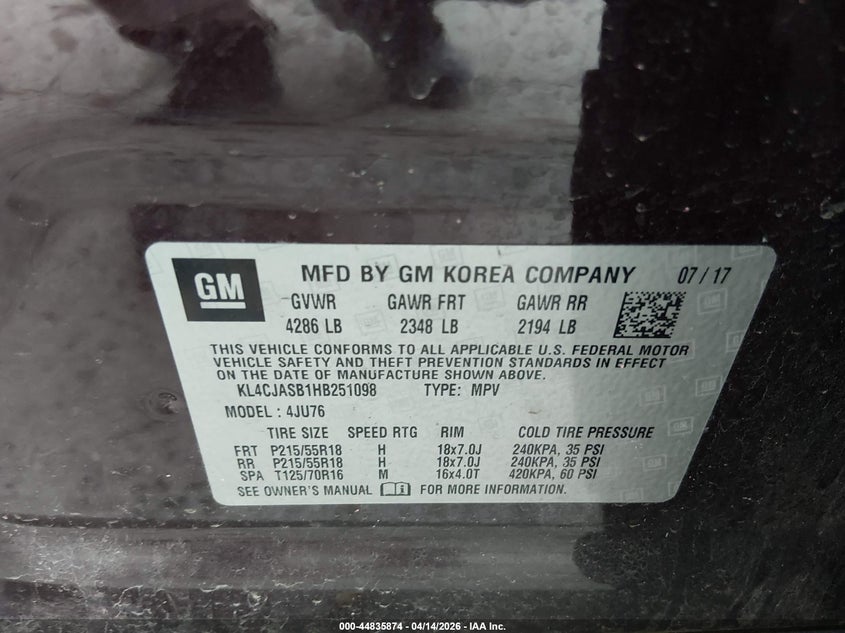 GM MFD BY GM KOREA COMPANY 07 / 17
GVWR GAWR FRT GAWR RR
4286 LB 2348 LB 2194 LB
THIS VEHICLE CONFORMS TO ALL APPLICABLE U.S. FEDERAL MOTOR
VEHICLE SAFETY AND THEFT PREVENTION STANDARDS IN EFFECT
ON THE DATE OF MANUFACTURE SHOWN ABOVE.
KL4CJASB1HB251098 TYPE: MPV
MODEL : 4JU76
TIRE SIZE SPEED RTG RIM COLD TIRE PRESSURE
FRT P215/55R18 H 18x7.0J 240KPA, 35 PSI
RR P215/55R18 H 18x7.0J 240KPA, 35 PSI
SPA T125/70R16 M 16x4.0T 420KPA, 60 PSI
SEE OWNER'S MANUAL FOR MORE INFORMATION.
000-44835874 | 04/14/2026 - IAA Inc.